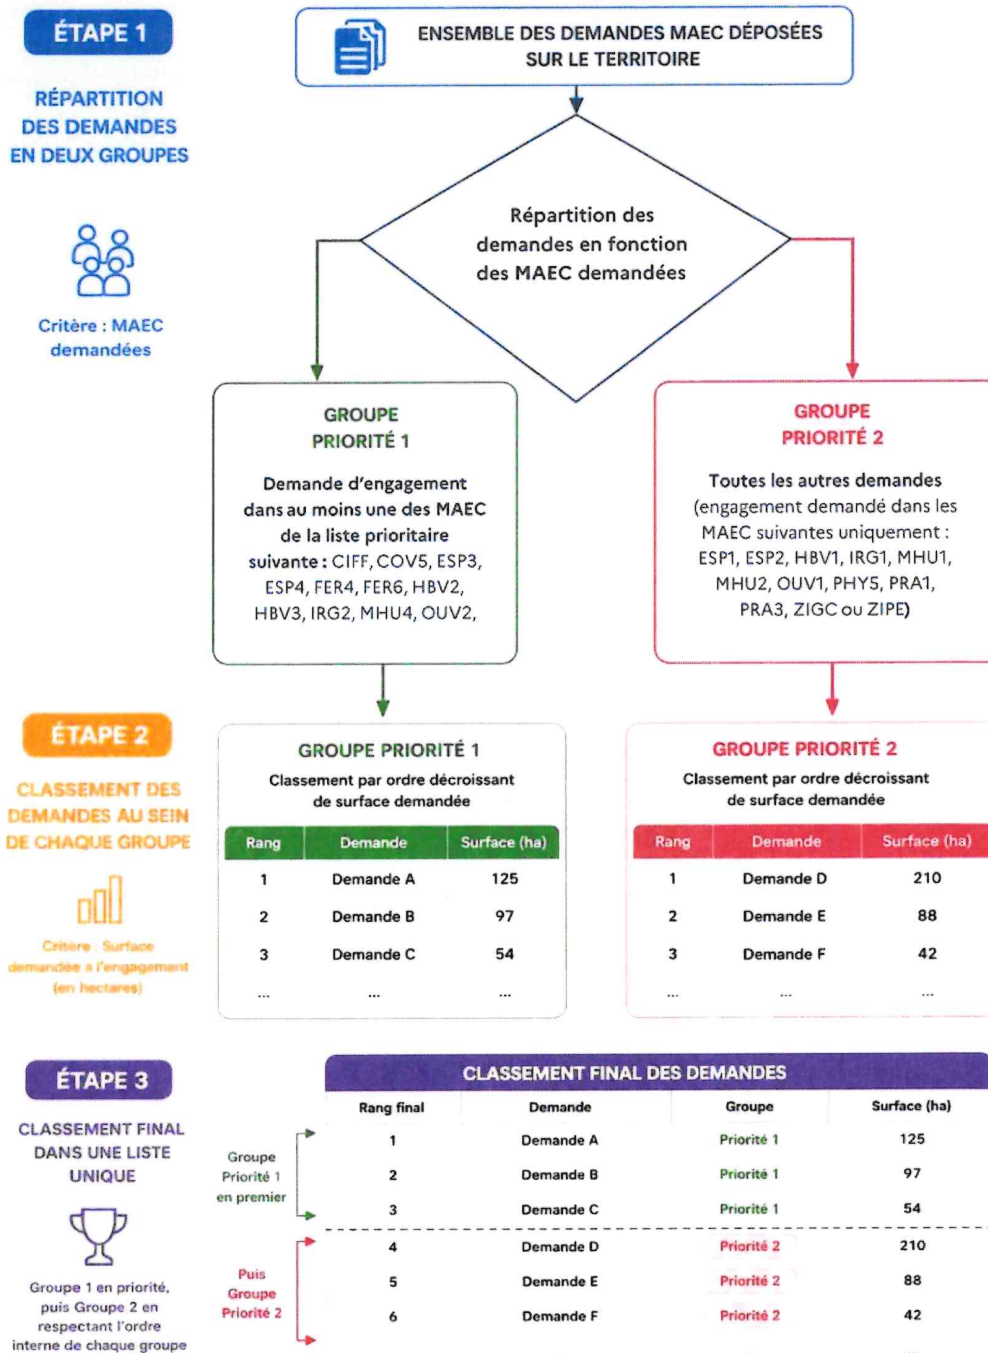 ÉTAPE 1
RÉPARTITION
DES DEMANDES
EN DEUX GROUPES
Critère : MAEC
demandées
ENSEMBLE DES DEMANDES MAEC DÉPOSÉES
SUR LE TERRITOIRE
Répartition des
demandes en fonction
des MAEC demandées
GROUPE
PRIORITÉ 1
Demande d'engagement
dans au moins une des MAEC
de la liste prioritaire
suivante : CIFF, COV5, ESP3,
ESP4, FER4, FER6, HBV2,
HBV3, IRG2, MHU4, OUV2,
GROUPE
PRIORITÉ 2
Toutes les autres demandes
(engagement demandé dans les
MAEC suivantes uniquement :
ESP1, ESP2, HBV1, IRG1, MHU1,
MHU2, OUV1, PHY5, PRA1,
PRA3, ZIGC ou ZIPE)
ÉTAPE 2
CLASSEMENT DES
DEMANDES AU SEIN
DE CHAQUE GROUPE
Critère : Surface
demandée à l'engagement
(en hectares)
GROUPE PRIORITÉ 1
Classement par ordre décroissant
de surface demandée
Rang Demande Surface (ha)
1 Demande A 125
2 Demande B 97
3 Demande C 54
... ... ...
GROUPE PRIORITÉ 2
Classement par ordre décroissant
de surface demandée
Rang Demande Surface (ha)
1 Demande D 210
2 Demande E 88
3 Demande F 42
... ... ...
ÉTAPE 3
CLASSEMENT FINAL
DANS UNE LISTE
UNIQUE
Groupe 1 en priorité,
puis Groupe 2 en
respectant l'ordre
interne de chaque groupe
Groupe
Priorité 1
en premier
Puis
Groupe
Priorité 2
CLASSEMENT FINAL DES DEMANDES
Rang final Demande Groupe Surface (ha)
1 Demande A Priorité 1 125
2 Demande B Priorité 1 97
3 Demande C Priorité 1 54
4 Demande D Priorité 2 210
5 Demande E Priorité 2 88
6 Demande F Priorité 2 42
...